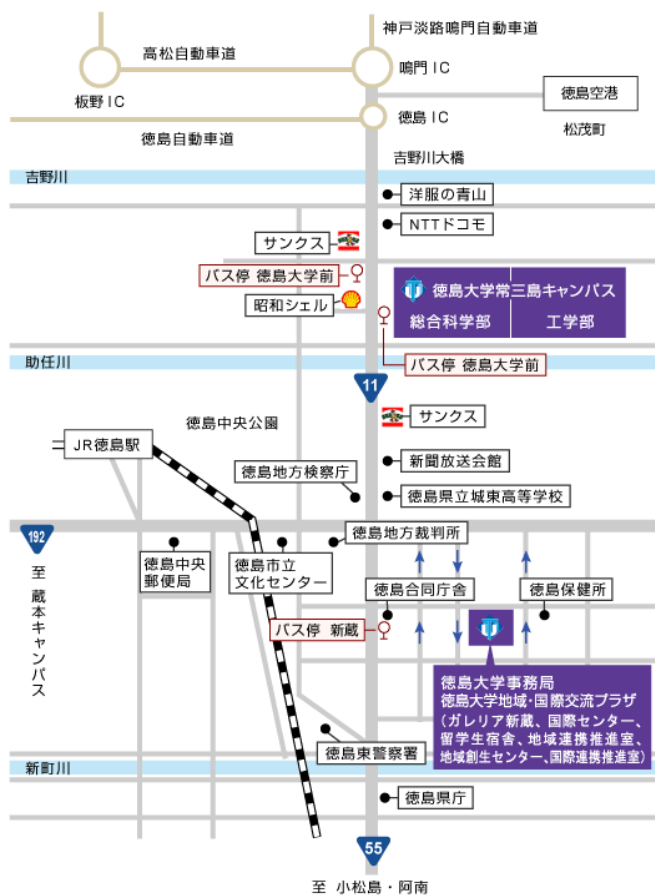 神戸淡路鳴門自動車道
高松自動車道
鳴門 IC
板野 IC
徳島空港
徳島 IC
松茂町
徳島自動車道
吉野川大橋
吉野川
洋服の青山
NTTドコモ
サンクス
バス停 徳島大学前
徳島大学常三島キャンパス
総合科学部
工学部
昭和シェル
助任川
バス停 徳島大学前
11
サンクス
徳島中央公園
JR徳島駅
新聞放送会館
徳島地方検察庁
徳島県立城東高等学校
192
徳島地方裁判所
徳島中央
郵便局
徳島市立
文化センター
徳島合同庁舎
徳島保健所
至 蔵本キャンパス
バス停 新蔵
徳島大学事務局
徳島大学地域・国際交流プラザ
(ガレリア新蔵、国際センター、
留学生宿舎、地域連携推進室、
地域創生センター、国際連携推進室)
徳島東警察署
新町川
徳島県庁
55
至 小松島・阿南